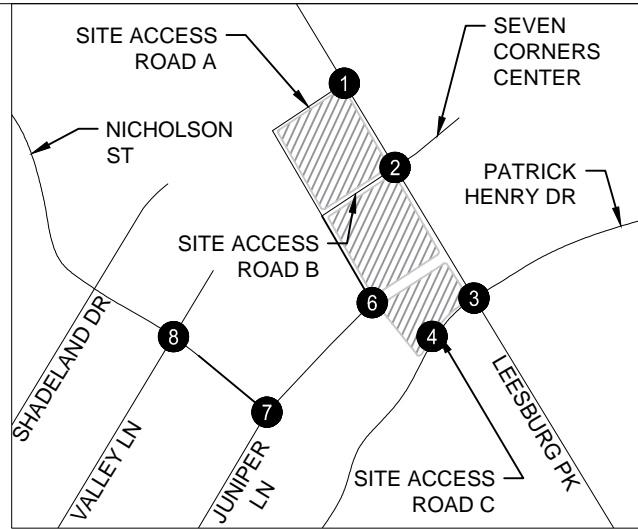 SITE ACCESS
ROAD A
SEVEN
CORNERS
CENTER
1
NICHOLSON
ST
2
PATRICK
HENRY DR
SITE ACCESS
ROAD B
6
3
8
4
SHADELAND DR
VALLEY LN
7
JUNIPER
LN
LEESBURG PK
SITE ACCESS
ROAD C